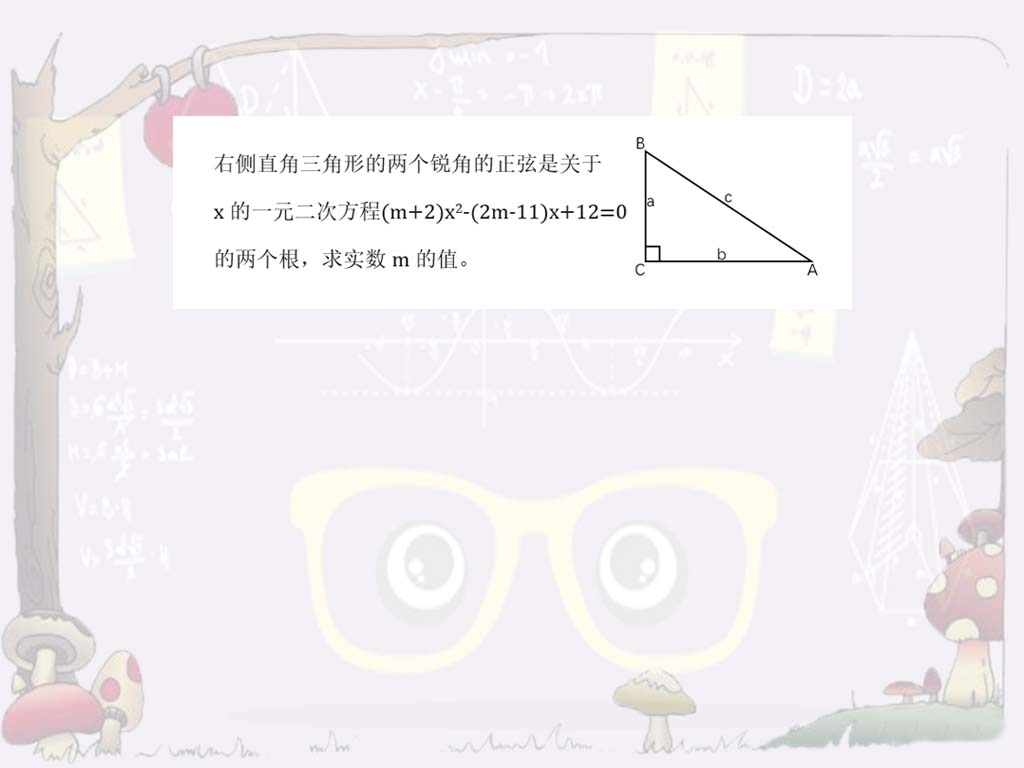 D=2a
右侧直角三角形的两个锐角的正弦是关于
x 的一元二次方程(m+2)x²-(2m-11)x+12=0
的两个根，求实数 m 的值。
B
a
c
b
C
A
V=B·H